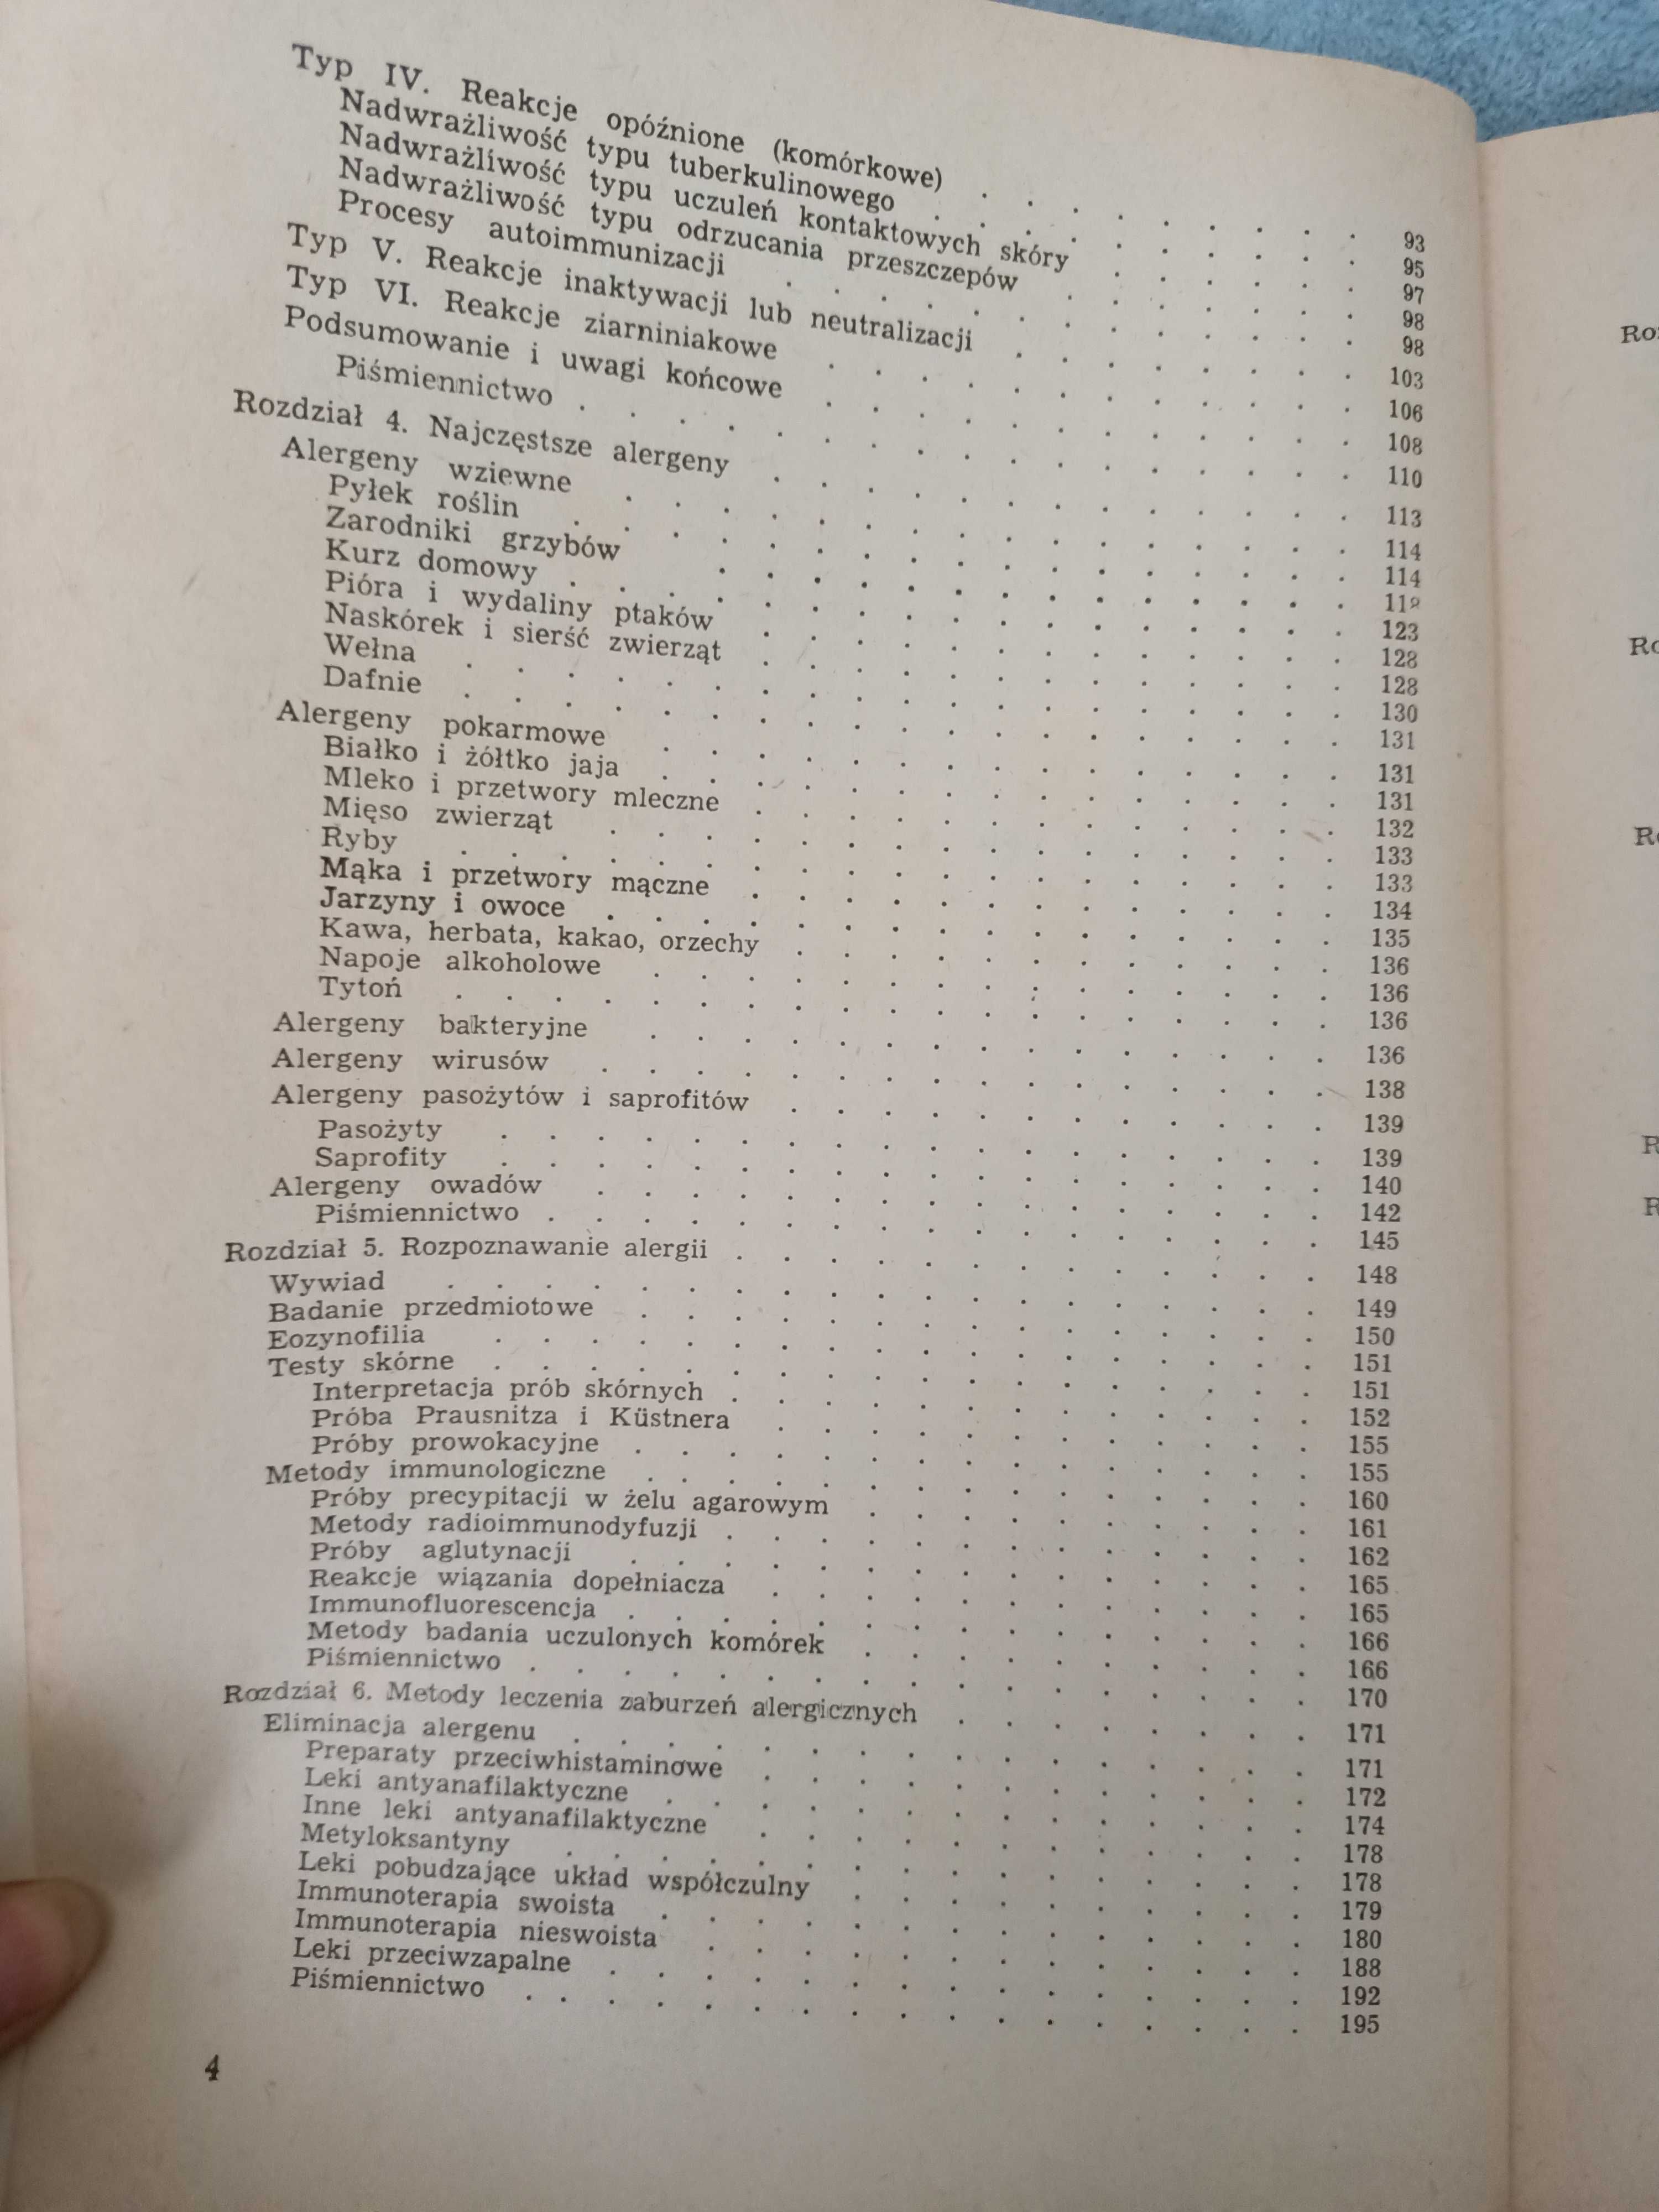 Typ IV. Reakcje opóźnione (komórkowe) . . . . . . . . . 93
Nadwrażliwość typu tuberkulinowego . . . . . . . . . 95
Nadwrażliwość typu uczuleń kontaktowych skóry . . . . . . 97
Nadwrażliwość typu odrzucania przeszczepów . . . . . . . 98
Procesy autoimmunizacji . . . . . . . . . . . . 98
Typ V. Reakcje inaktywacji lub neutralizacji . . . . . . . . 103
Typ VI. Reakcje ziarniniakowe . . . . . . . . . . . . 106
Podsumowanie i uwagi końcowe . . . . . . . . . . . . 108
Piśmiennictwo . . . . . . . . . . . . . . . . 110
Rozdział 4. Najczęstsze alergeny . . . . . . . . . . . . 113
Alergeny wziewne . . . . . . . . . . . . . . . 114
Pyłek roślin . . . . . . . . . . . . . . . . 114
Zarodniki grzybów . . . . . . . . . . . . . . 118
Kurz domowy . . . . . . . . . . . . . . . . 123
Pióra i wydaliny ptaków . . . . . . . . . . . . 128
Naskórek i sierść zwierząt . . . . . . . . . . . . 128
Wełna . . . . . . . . . . . . . . . . . . 130
Dafnie . . . . . . . . . . . . . . . . . . 131
Alergeny pokarmowe . . . . . . . . . . . . . . 131
Białko i żółtko jaja . . . . . . . . . . . . . . 131
Mleko i przetwory mleczne . . . . . . . . . . . . 132
Mięso zwierząt . . . . . . . . . . . . . . . 133
Ryby . . . . . . . . . . . . . . . . . . 133
Mąka i przetwory mączne . . . . . . . . . . . . 134
Jarzyny i owoce . . . . . . . . . . . . . . . 135
Kawa, herbata, kakao, orzechy . . . . . . . . . . . 136
Napoje alkoholowe . . . . . . . . . . . . . . 136
Tytoń . . . . . . . . . . . . . . . . . . 136
Alergeny bakteryjne . . . . . . . . . . . . . . 136
Alergeny wirusów . . . . . . . . . . . . . . . 138
Alergeny pasożytów i saprofitów . . . . . . . . . . . 139
Pasożyty . . . . . . . . . . . . . . . . . 139
Saprofity . . . . . . . . . . . . . . . . . 140
Alergeny owadów . . . . . . . . . . . . . . . 142
Piśmiennictwo . . . . . . . . . . . . . . . . 145
Rozdział 5. Rozpoznawanie alergii . . . . . . . . . . . . 148
Wywiad . . . . . . . . . . . . . . . . . . 149
Badanie przedmiotowe . . . . . . . . . . . . . . 150
Eozynofilia . . . . . . . . . . . . . . . . . 151
Testy skórne . . . . . . . . . . . . . . . . . 151
Interpretacja prób skórnych . . . . . . . . . . . . 152
Próba Prausnitza i Küstnera . . . . . . . . . . . . 155
Próby prowokacyjne . . . . . . . . . . . . . . 155
Metody immunologiczne . . . . . . . . . . . . . . 160
Próby precypitacji w żelu agarowym . . . . . . . . . . 161
Metody radioimmunodyfuzji . . . . . . . . . . . . 162
Próby aglutynacji . . . . . . . . . . . . . . . 165
Reakcje wiązania dopełniacza . . . . . . . . . . . . 165
Immunofluorescencja . . . . . . . . . . . . . . 166
Metody badania uczulonych komórek . . . . . . . . . . 166
Piśmiennictwo . . . . . . . . . . . . . . . . 170
Rozdział 6. Metody leczenia zaburzeń alergicznych . . . . . . . . 171
Eliminacja alergenu . . . . . . . . . . . . . . . 171
Preparaty przeciwhistaminowe . . . . . . . . . . . . 172
Leki antyanafilaktyczne . . . . . . . . . . . . . . 174
Inne leki antyanafilaktyczne . . . . . . . . . . . . 178
Metyloksantyny . . . . . . . . . . . . . . . . 178
Leki pobudzające układ współczulny . . . . . . . . . . 179
Immunoterapia swoista . . . . . . . . . . . . . . 180
Immunoterapia nieswoista . . . . . . . . . . . . . 188
Leki przeciwzapalne . . . . . . . . . . . . . . . 192
Piśmiennictwo . . . . . . . . . . . . . . . . . 195
4